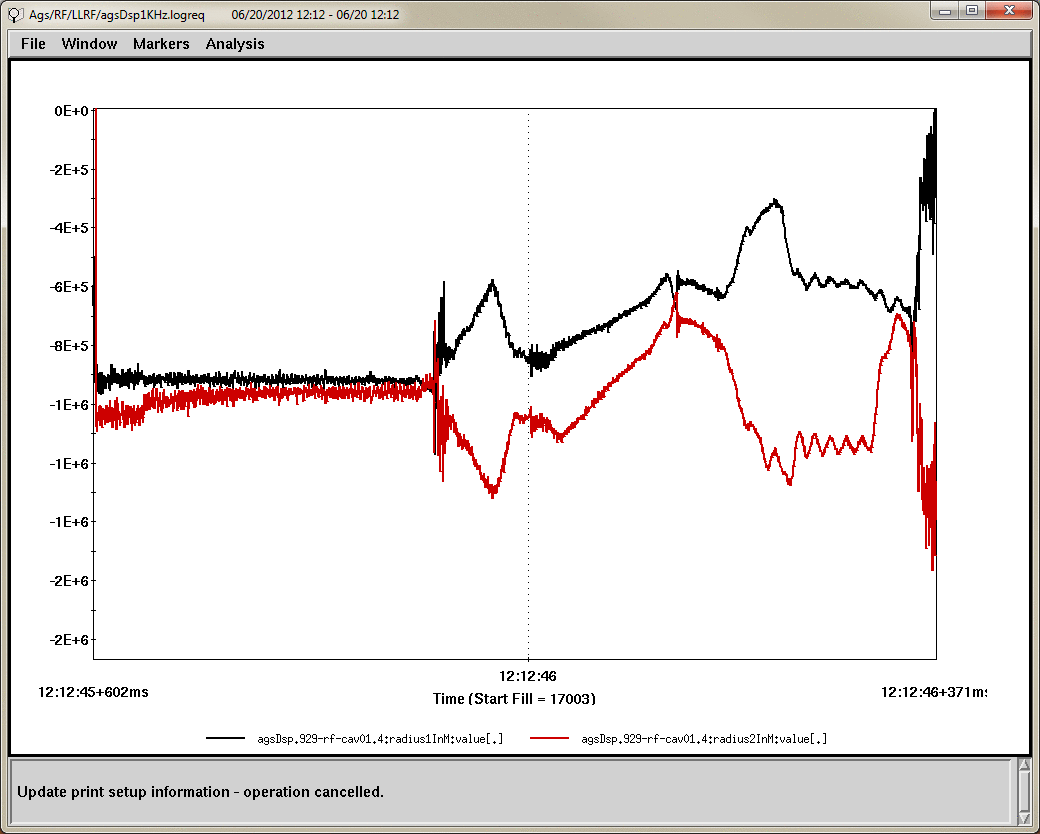 Ags/RF/LLRF/agsDsp1KHz.logreq 06/20/2012 12:12 - 06/20 12:12
File Window Markers Analysis
0E+0
-2E+5
-4E+5
-6E+5
-8E+5
-1E+6
-1E+6
-1E+6
-2E+6
-2E+6
12:12:46
12:12:45+602ms 12:12:46+371ms
Time (Start Fill = 17003)
agsDsp.929-rf-cav01.4:radius1InM:value[.] agsDsp.929-rf-cav01.4:radius2InM:value[.]
Update print setup information - operation cancelled.